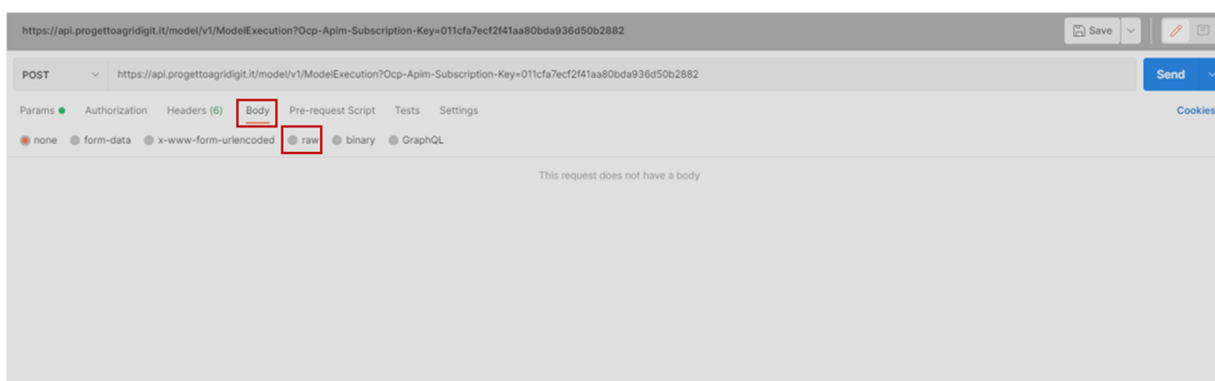 https://api.progettoagridigit.it/model/v1/ModelExecution?Ocp-Apim-Subscription-Key=011cfa7ecf2f41aa80bda936d50b2882 Save
POST https://api.progettoagridigit.it/model/v1/ModelExecution?Ocp-Apim-Subscription-Key=011cfa7ecf2f41aa80bda936d50b2882 Send
Params Authorization Headers (6) Body Pre-request Script Tests Settings Cookies
none form-data x-www-form-urlencoded raw binary GraphQL
This request does not have a body